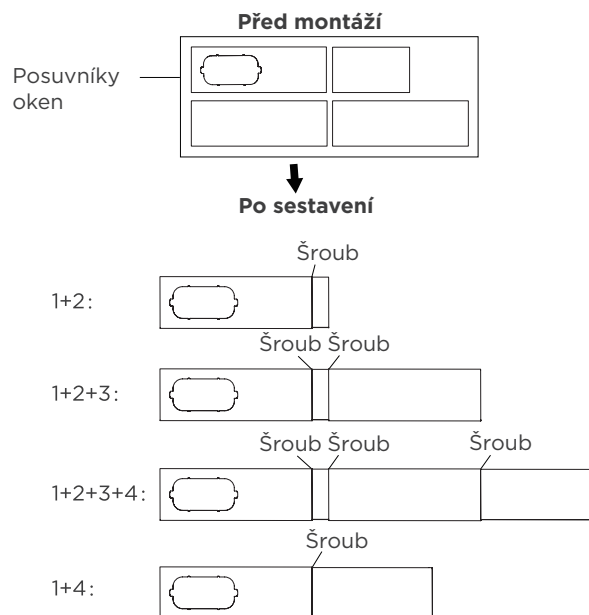 Před montáží
Posuvníky
oken
Po sestavení
Šroub
1+2:
Šroub Šroub
1+2+3:
Šroub Šroub Šroub
1+2+3+4:
Šroub
1+4: